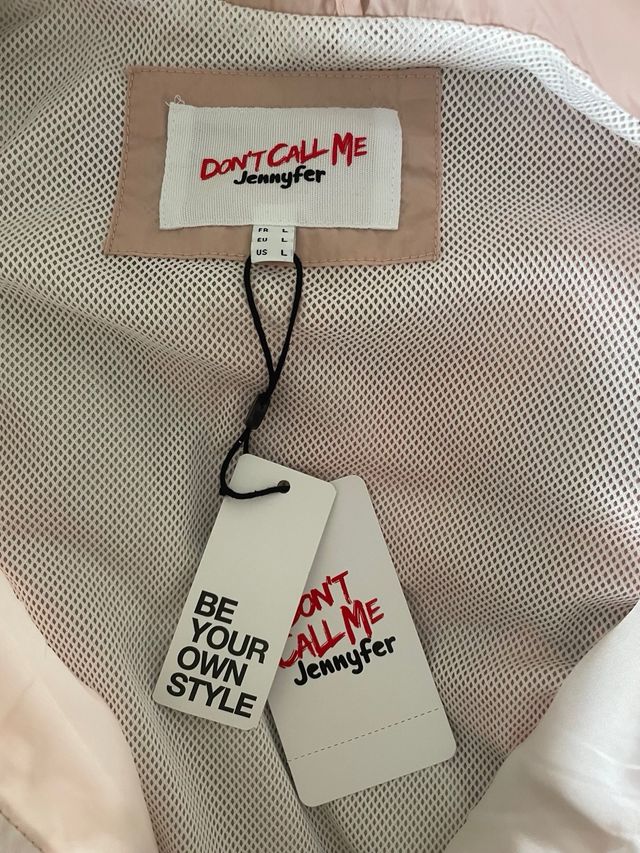 DON'T CALL ME
Jennyfer
FR L
EU L
US L
BE
YOUR
OWN
STYLE
DON'T
CALL ME
Jennyfer